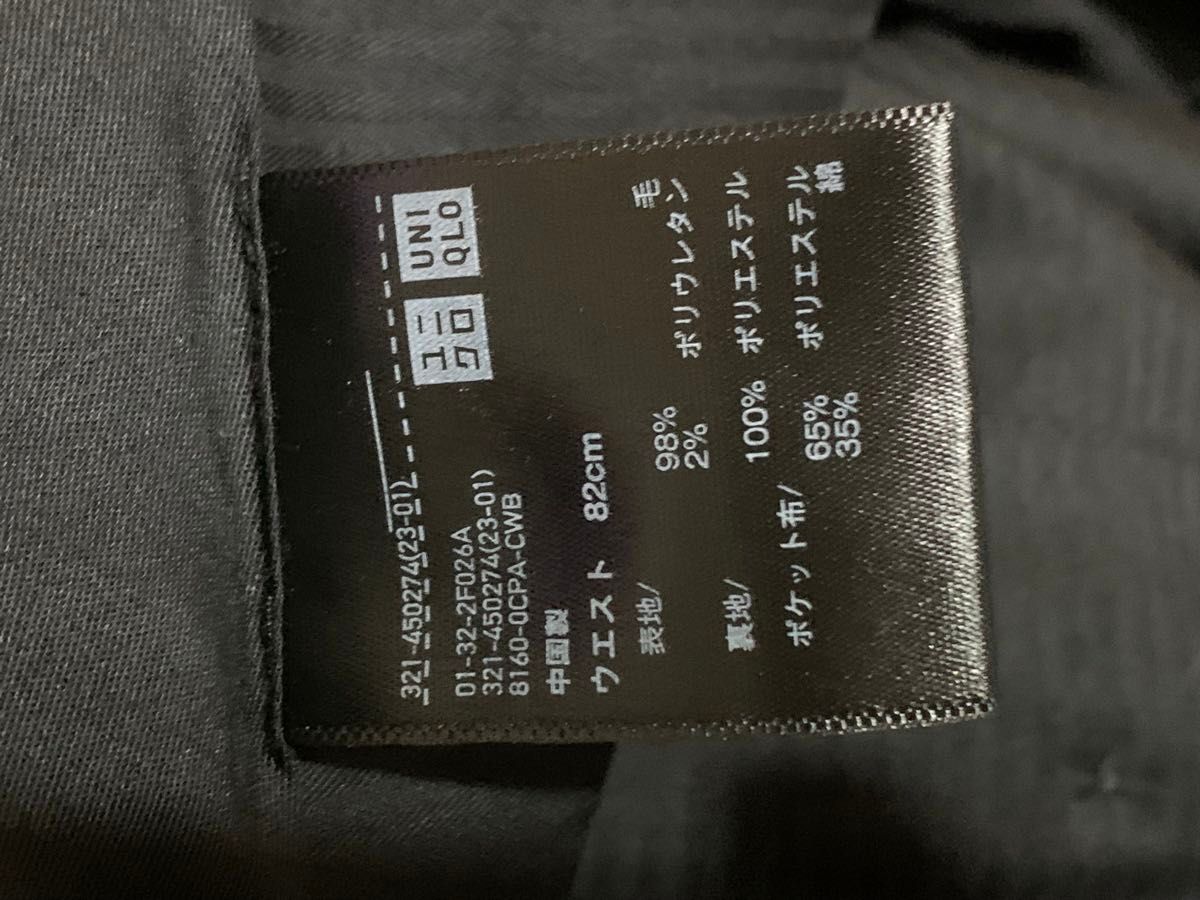 321-450274(23-01)
ユニ
クロ
UNI
QLO
01-32-2F026A
321-450274(23-01)
8160-0CPA-CWB
中国製
ウエスト 82cm
表地/ 98% 毛
2% ポリウレタン
裏地/ 100% ポリエステル
ポケット布/ 65% ポリエステル
35% 綿